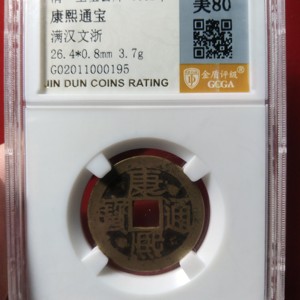 美80
康熙通宝
满汉文浙
26.4*0.8mm 3.7g
G02011000195
金盾评级®
GCGA
JIN DUN COINS RATING
康熙通寶